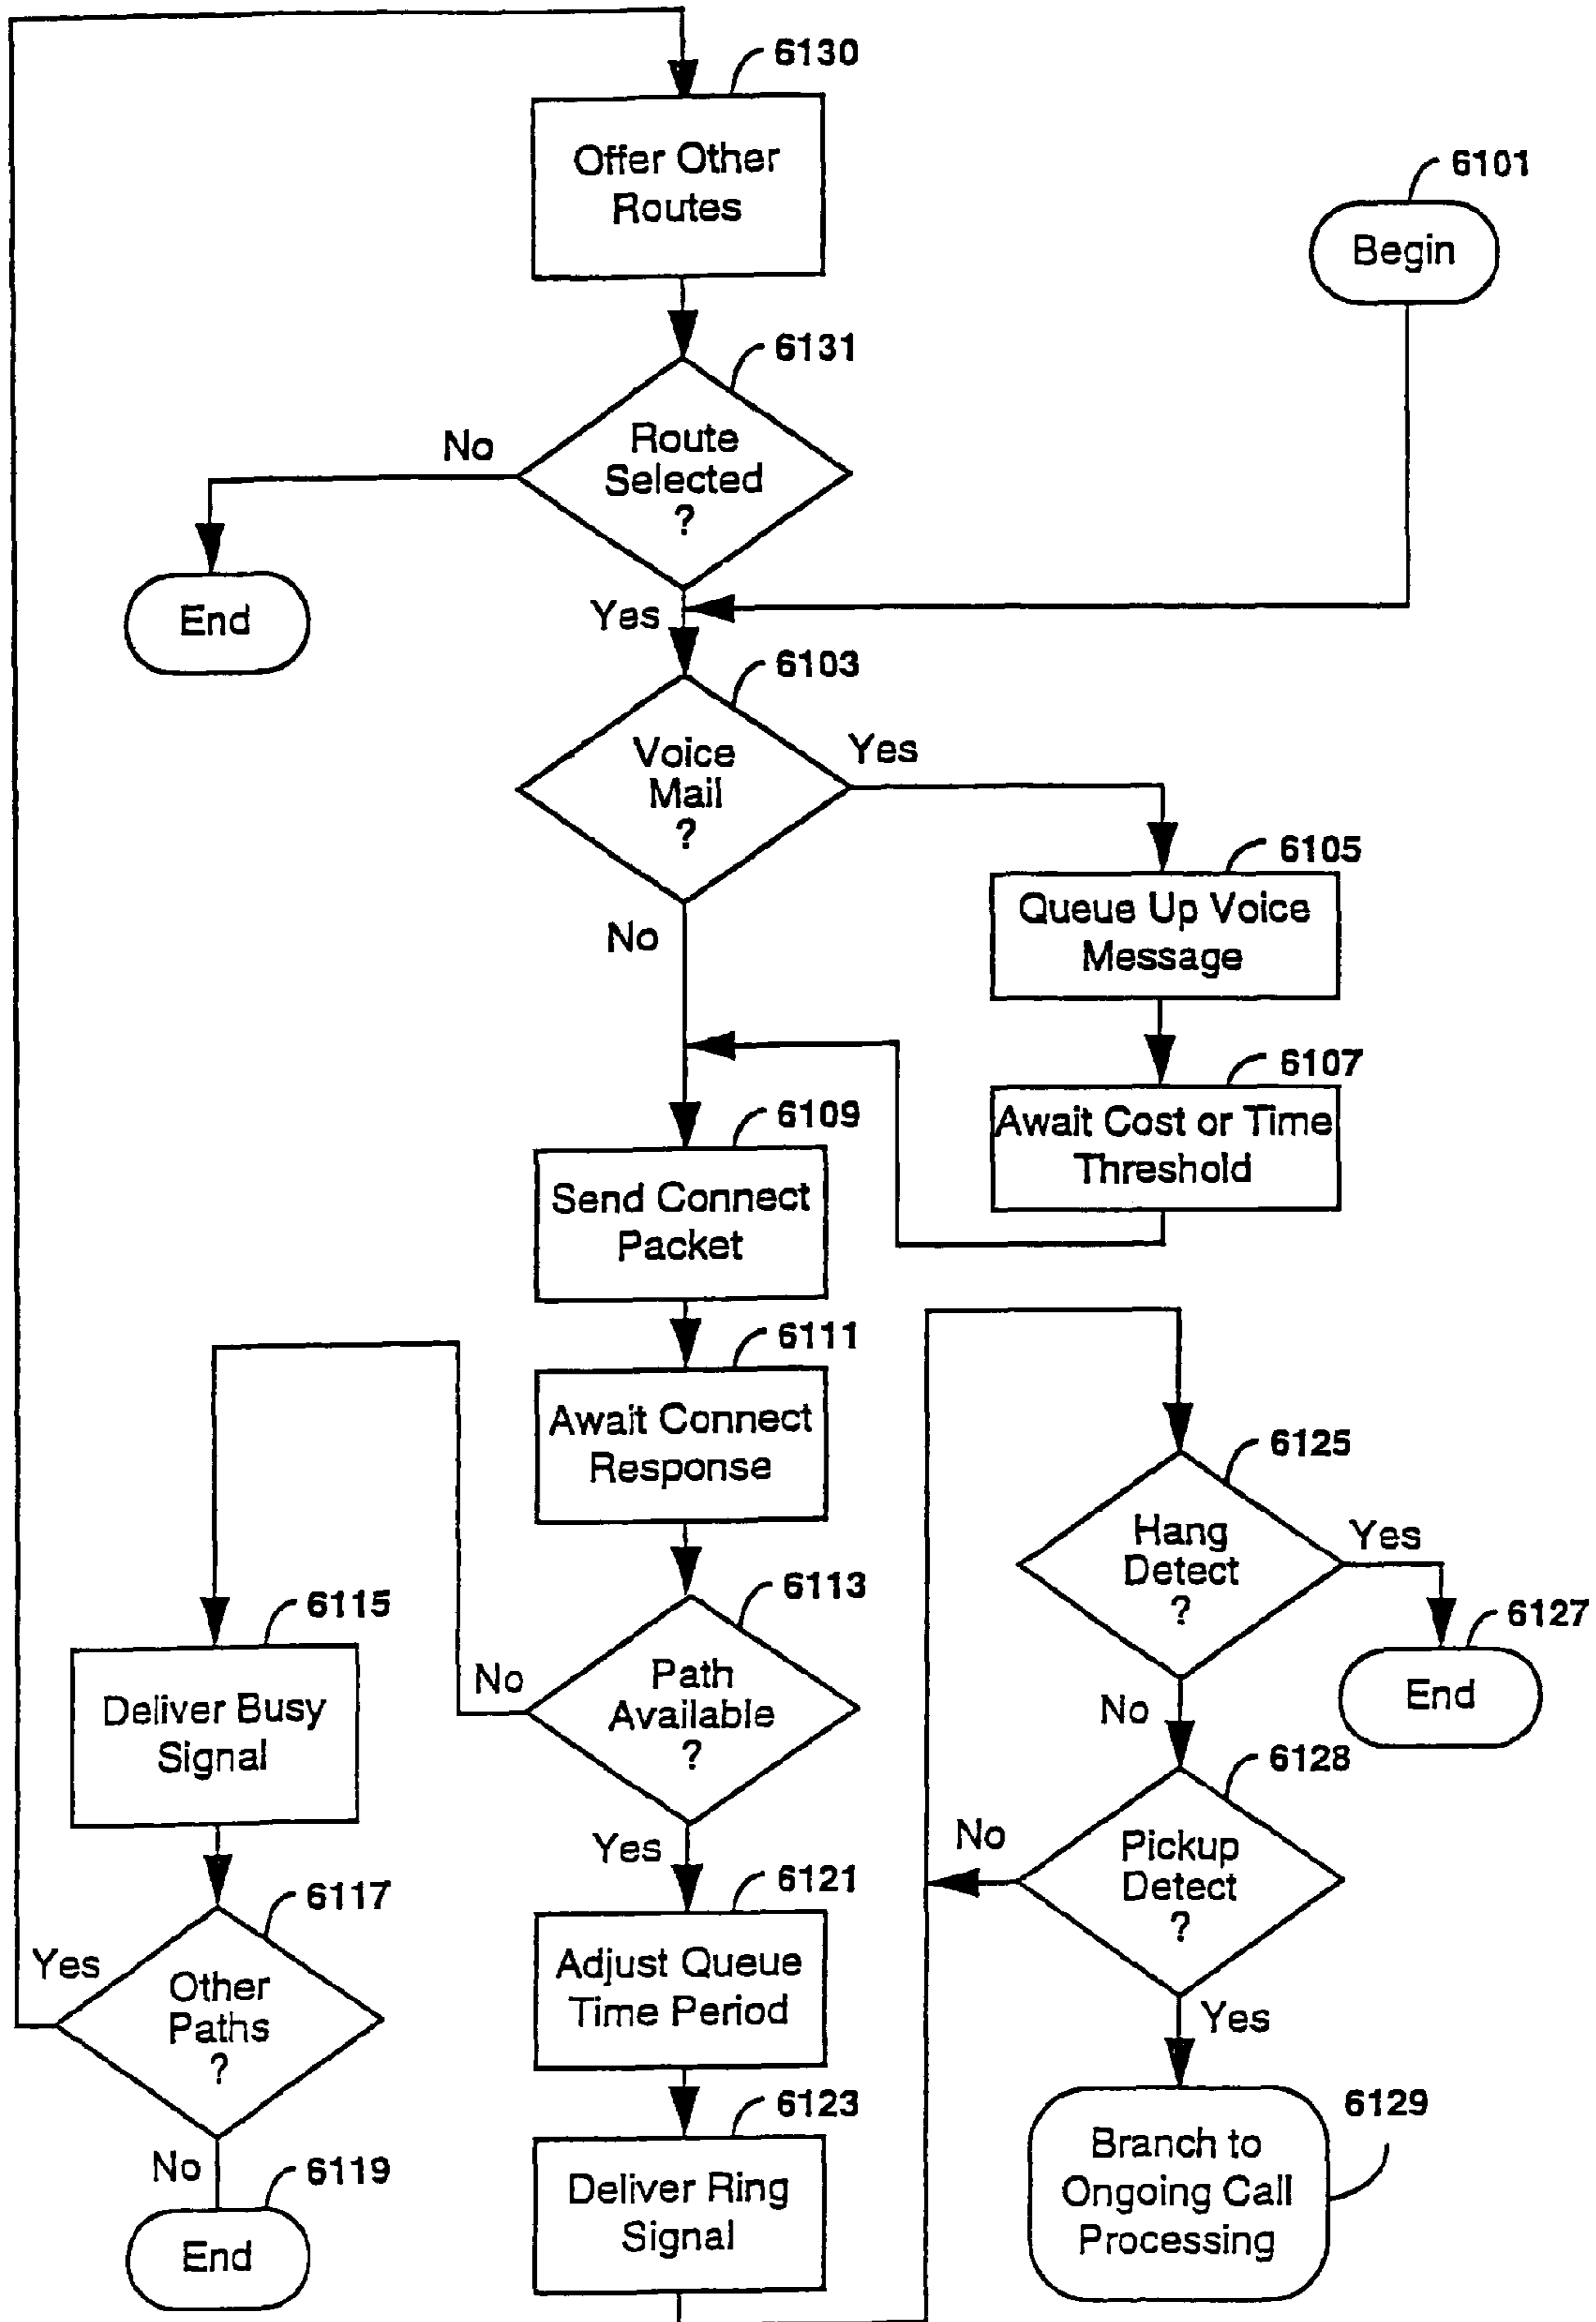 6130
Offer Other
Routes
6101
Begin
6131
Route
Selected
?
No
End
Yes
6103
Voice
Mail
?
Yes
6105
Queue Up Voice
Message
No
6107
Await Cost or Time
Threshold
6109
Send Connect
Packet
6111
Await Connect
Response
6113
Path
Available
?
No
6115
Deliver Busy
Signal
Yes
6117
Other
Paths
?
Yes
No
6119
End
6121
Adjust Queue
Time Period
6123
Deliver Ring
Signal
6125
Hang
Detect
?
Yes
6127
End
No
6128
Pickup
Detect
?
No
Yes
6129
Branch to
Ongoing Call
Processing